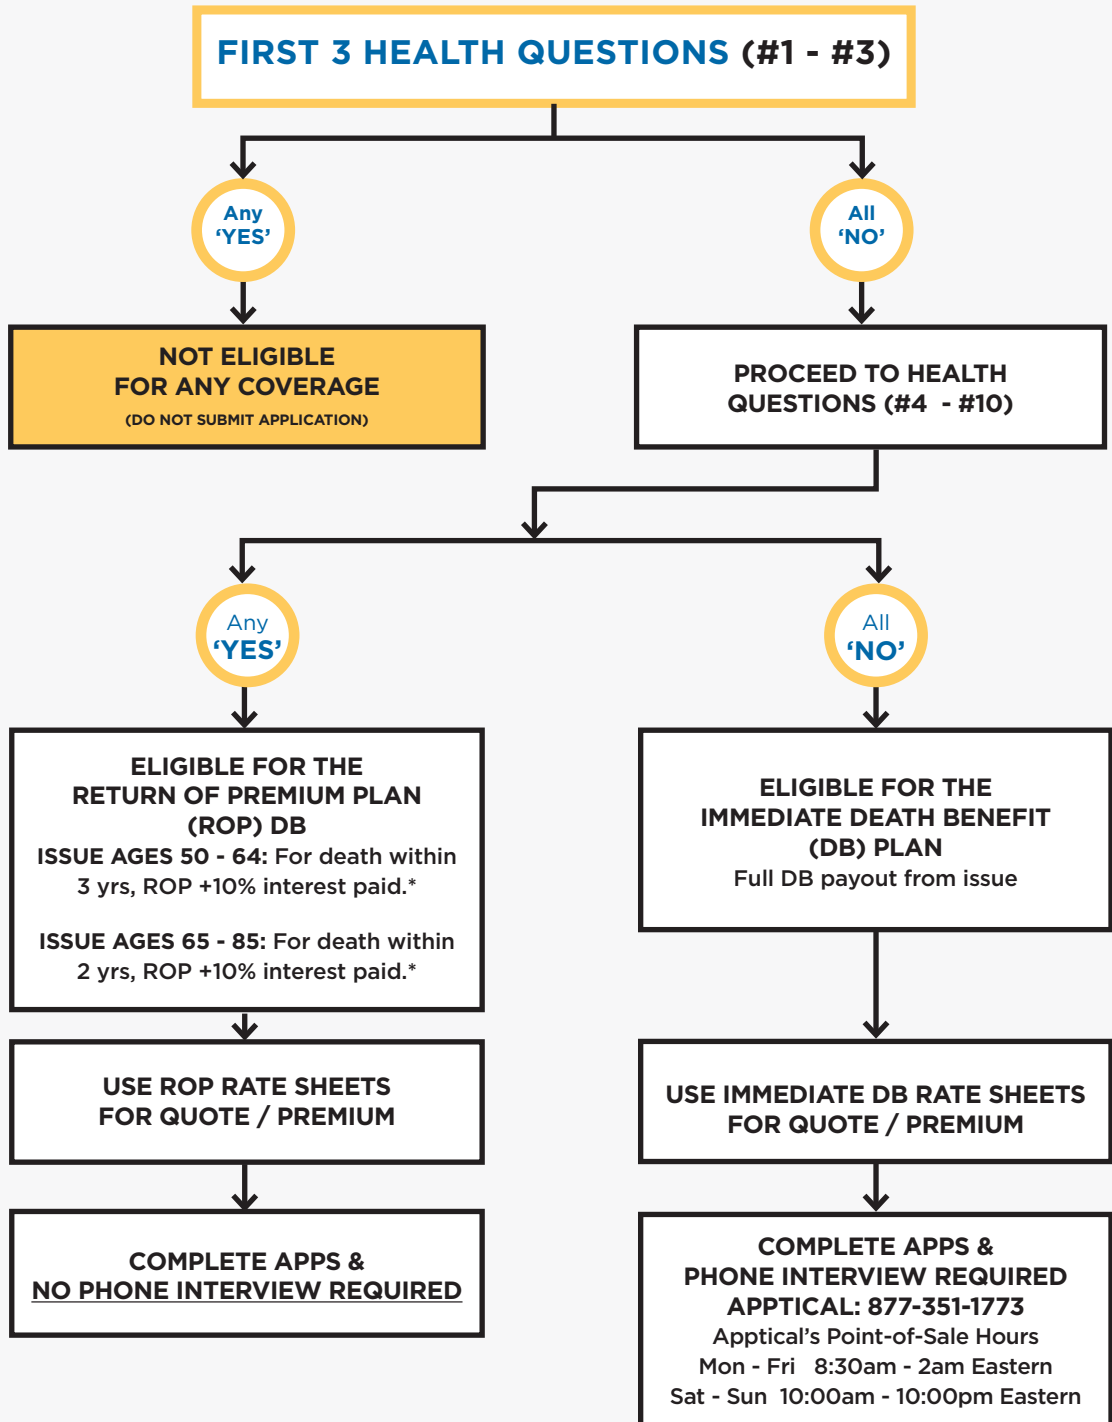 FIRST 3 HEALTH QUESTIONS (#1 - #3)
Any
‘YES’
All
‘NO’
NOT ELIGIBLE
FOR ANY COVERAGE
(DO NOT SUBMIT APPLICATION)
PROCEED TO HEALTH
QUESTIONS (#4 - #10)
Any
‘YES’
All
‘NO’
ELIGIBLE FOR THE
RETURN OF PREMIUM PLAN
(ROP) DB
ISSUE AGES 50 - 64: For death within
3 yrs, ROP +10% interest paid.*
ISSUE AGES 65 - 85: For death within
2 yrs, ROP +10% interest paid.*
ELIGIBLE FOR THE
IMMEDIATE DEATH BENEFIT
(DB) PLAN
Full DB payout from issue
USE ROP RATE SHEETS
FOR QUOTE / PREMIUM
USE IMMEDIATE DB RATE SHEETS
FOR QUOTE / PREMIUM
COMPLETE APPS &
NO PHONE INTERVIEW REQUIRED
COMPLETE APPS &
PHONE INTERVIEW REQUIRED
APPTICAL: 877-351-1773
Apptical’s Point-of-Sale Hours
Mon - Fri 8:30am - 2am Eastern
Sat - Sun 10:00am - 10:00pm Eastern